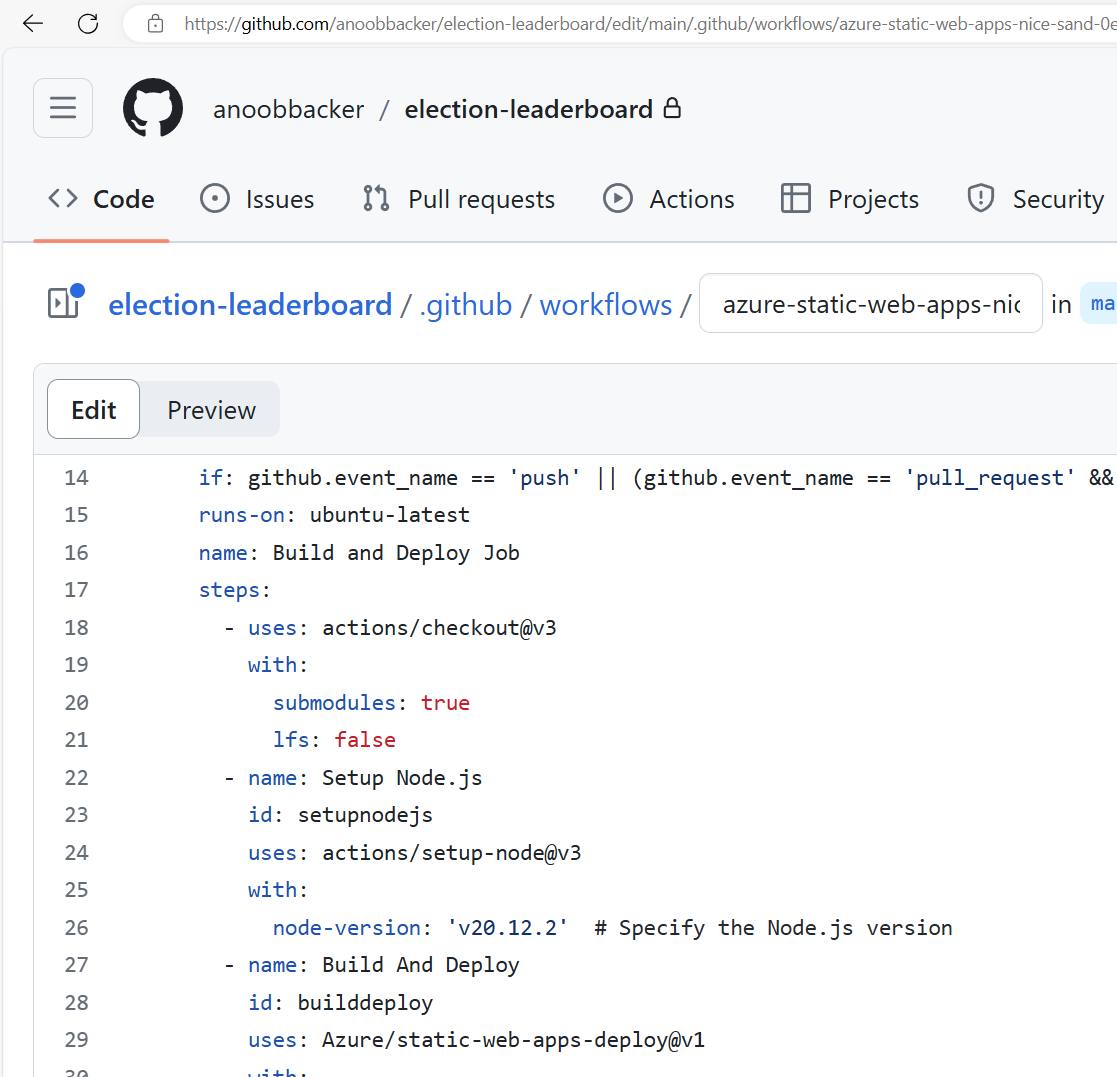 https://github.com/anoobbacker/election-leaderboard/edit/main/.github/workflows/azure-static-web-apps-nice-sand-0e
anoobbacker / election-leaderboard
<> Code Issues Pull requests Actions Projects Security
election-leaderboard / .github / workflows / azure-static-web-apps-nic in ma
Edit Preview
14 if: github.event_name == 'push' || (github.event_name == 'pull_request' &&
15 runs-on: ubuntu-latest
16 name: Build and Deploy Job
17 steps:
18 - uses: actions/checkout@v3
19 with:
20 submodules: true
21 lfs: false
22 - name: Setup Node.js
23 id: setupnodejs
24 uses: actions/setup-node@v3
25 with:
26 node-version: 'v20.12.2' # Specify the Node.js version
27 - name: Build And Deploy
28 id: builddeploy
29 uses: Azure/static-web-apps-deploy@v1
30 with: